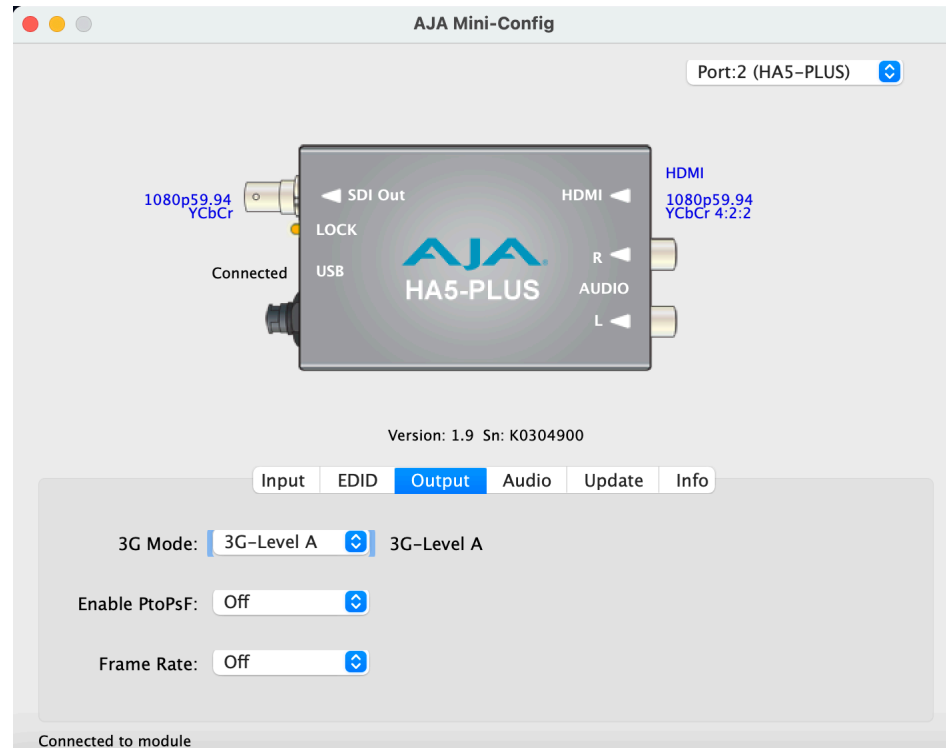 AJA Mini-Config
Port:2 (HA5-PLUS)
HDMI
1080p59.94
YCbCr
SDI Out
HDMI
1080p59.94
YCbCr 4:2:2
LOCK
Connected
USB
AJA
R
HA5-PLUS
AUDIO
L
Version: 1.9 Sn: K0304900
Input EDID Output Audio Update Info
3G Mode: 3G-Level A 3G-Level A
Enable PtoPsF: Off
Frame Rate: Off
Connected to module